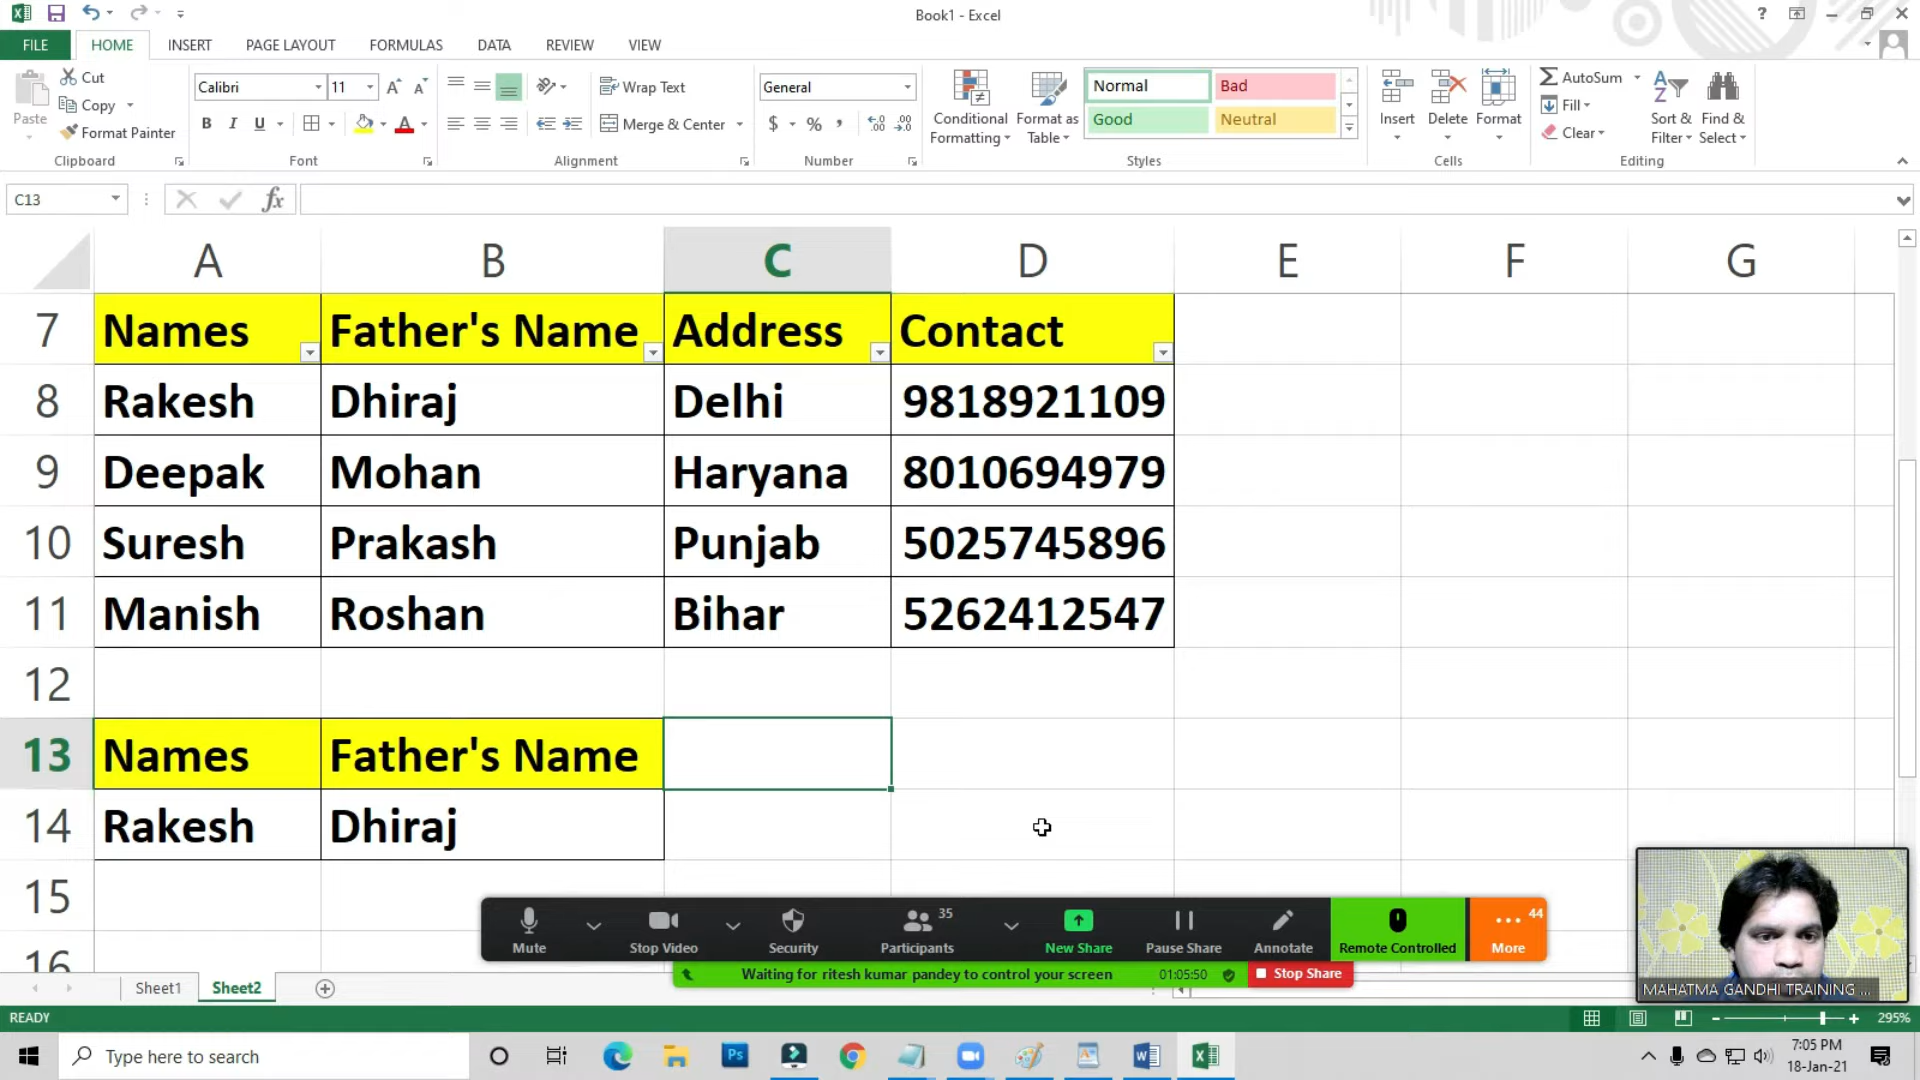 Book1 - Excel
FILE HOME INSERT PAGE LAYOUT FORMULAS DATA REVIEW VIEW
Cut
Copy
Format Painter
Paste
Clipboard
Calibri 11
Font
Wrap Text
Merge & Center
Alignment
General
Number
Conditional Formatting
Format as Table
Normal Bad
Good Neutral
Styles
Insert Delete Format
Cells
AutoSum
Fill
Clear
Sort & Filter
Find & Select
Editing
C13
A B C D E F G
7 Names Father's Name Address Contact
8 Rakesh Dhiraj Delhi 9818921109
9 Deepak Mohan Haryana 8010694979
10 Suresh Prakash Punjab 5025745896
11 Manish Roshan Bihar 5262412547
12
13 Names Father's Name
14 Rakesh Dhiraj
15
16
Mute Stop Video Security Participants 35 New Share Pause Share Annotate Remote Controlled More 44
Waiting for ritesh kumar pandey to control your screen 01:05:50 Stop Share
MAHATMA GANDHI TRAINING ...
Sheet1 Sheet2
READY 295%
Type here to search
7:05 PM
18-Jan-21